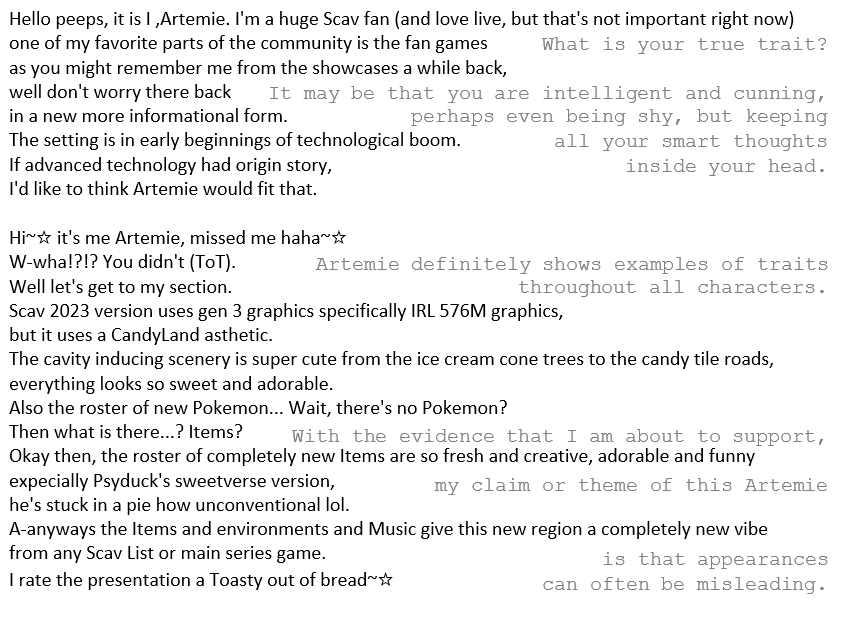 Hello peeps, it is I ,Artemie. I'm a huge Scav fan (and love live, but that's not important right now)
one of my favorite parts of the community is the fan games
What is your true trait?
as you might remember me from the showcases a while back,
well don't worry there back
It may be that you are intelligent and cunning,
in a new more informational form.
perhaps even being shy, but keeping
The setting is in early beginnings of technological boom.
all your smart thoughts
If advanced technology had origin story,
inside your head.
I'd like to think Artemie would fit that.
Hi~☆ it's me Artemie, missed me haha~☆
W-wha!?!? You didn't (ToT).
Artemie definitely shows examples of traits
Well let's get to my section.
throughout all characters.
Scav 2023 version uses gen 3 graphics specifically IRL 576M graphics,
but it uses a CandyLand asthetic.
The cavity inducing scenery is super cute from the ice cream cone trees to the candy tile roads,
everything looks so sweet and adorable.
Also the roster of new Pokemon... Wait, there's no Pokemon?
Then what is there...? Items?
With the evidence that I am about to support,
Okay then, the roster of completely new Items are so fresh and creative, adorable and funny
expecially Psyduck's sweetverse version,
my claim or theme of this Artemie
he's stuck in a pie how unconventional lol.
A-anyways the Items and environments and Music give this new region a completely new vibe
from any Scav List or main series game.
is that appearances
I rate the presentation a Toasty out of bread~☆
can often be misleading.